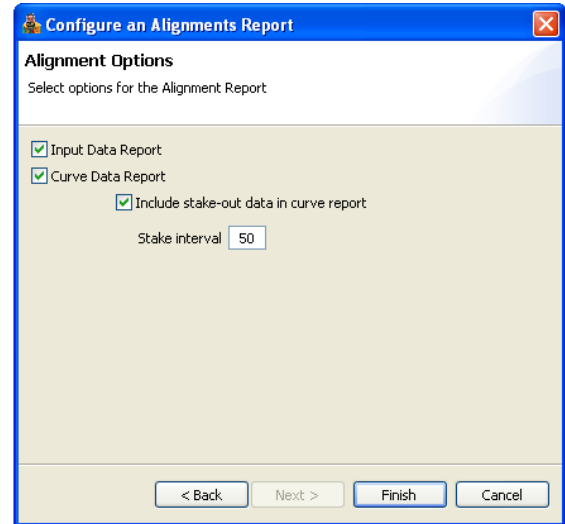 Configure an Alignments Report
Alignment Options
Select options for the Alignment Report
Input Data Report
Curve Data Report
Include stake-out data in curve report
Stake interval 50
< Back Next > Finish Cancel